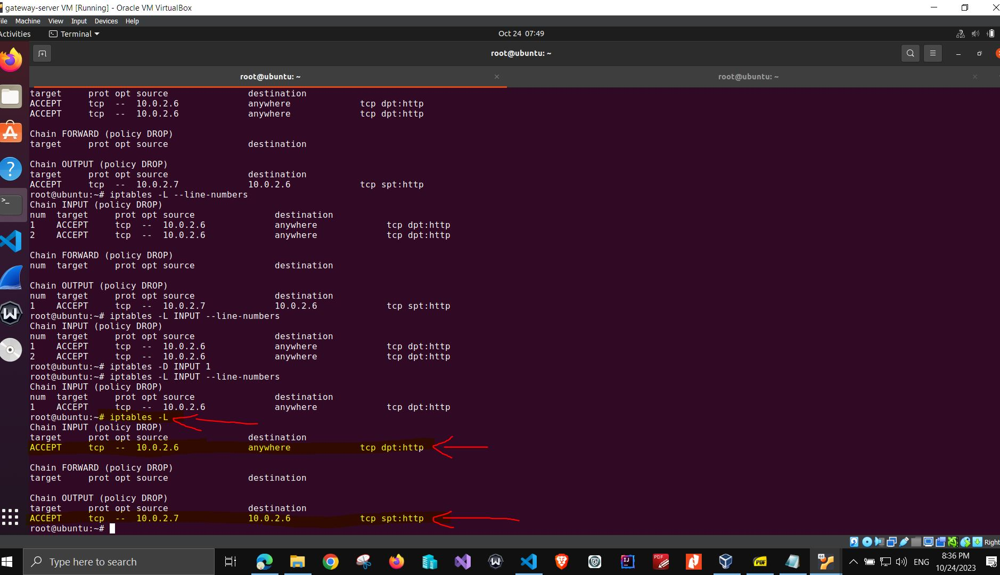 gateway-server VM [Running] - Oracle VM VirtualBox
ile Machine View Input Devices Help
Activities Terminal Oct 24 07:49
root@ubuntu: ~
root@ubuntu: ~ root@ubuntu: ~
target     prot opt source               destination
ACCEPT     tcp  --  10.0.2.6             anywhere             tcp dpt:http
ACCEPT     tcp  --  10.0.2.6             anywhere             tcp dpt:http
Chain FORWARD (policy DROP)
target     prot opt source               destination
Chain OUTPUT (policy DROP)
target     prot opt source               destination
ACCEPT     tcp  --  10.0.2.7             10.0.2.6             tcp spt:http
root@ubuntu:~# iptables -L --line-numbers
Chain INPUT (policy DROP)
num  target     prot opt source               destination
1    ACCEPT     tcp  --  10.0.2.6             anywhere             tcp dpt:http
2    ACCEPT     tcp  --  10.0.2.6             anywhere             tcp dpt:http
Chain FORWARD (policy DROP)
num  target     prot opt source               destination
Chain OUTPUT (policy DROP)
num  target     prot opt source               destination
1    ACCEPT     tcp  --  10.0.2.7             10.0.2.6             tcp spt:http
root@ubuntu:~# iptables -L INPUT --line-numbers
Chain INPUT (policy DROP)
num  target     prot opt source               destination
1    ACCEPT     tcp  --  10.0.2.6             anywhere             tcp dpt:http
2    ACCEPT     tcp  --  10.0.2.6             anywhere             tcp dpt:http
root@ubuntu:~# iptables -D INPUT 1
root@ubuntu:~# iptables -L INPUT --line-numbers
Chain INPUT (policy DROP)
num  target     prot opt source               destination
1    ACCEPT     tcp  --  10.0.2.6             anywhere             tcp dpt:http
root@ubuntu:~# iptables -L
Chain INPUT (policy DROP)
target     prot opt source               destination
ACCEPT     tcp  --  10.0.2.6             anywhere             tcp dpt:http
Chain FORWARD (policy DROP)
target     prot opt source               destination
Chain OUTPUT (policy DROP)
target     prot opt source               destination
ACCEPT     tcp  --  10.0.2.7             10.0.2.6             tcp spt:http
root@ubuntu:~#
Right
Type here to search
ENG
8:36 PM
10/24/2023